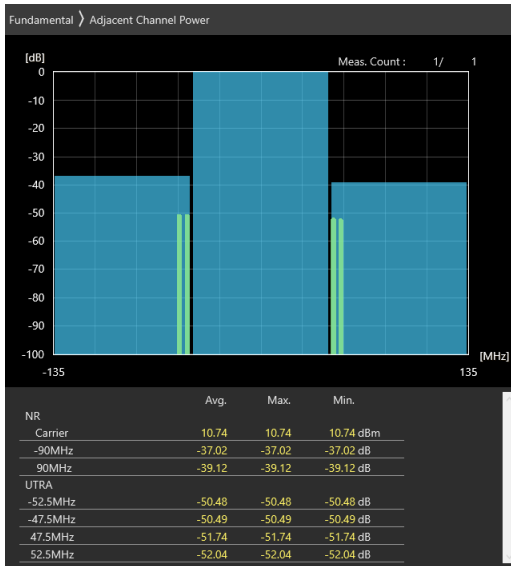 Fundamental 〉 Adjacent Channel Power
[dB]
Meas. Count : 1/ 1
0
-10
-20
-30
-40
-50
-60
-70
-80
-90
-100
[MHz]
-135 135
Avg. Max. Min.
NR
Carrier 10.74 10.74 10.74 dBm
-90MHz -37.02 -37.02 -37.02 dB
90MHz -39.12 -39.12 -39.12 dB
UTRA
-52.5MHz -50.48 -50.48 -50.48 dB
-47.5MHz -50.49 -50.49 -50.49 dB
47.5MHz -51.74 -51.74 -51.74 dB
52.5MHz -52.04 -52.04 -52.04 dB